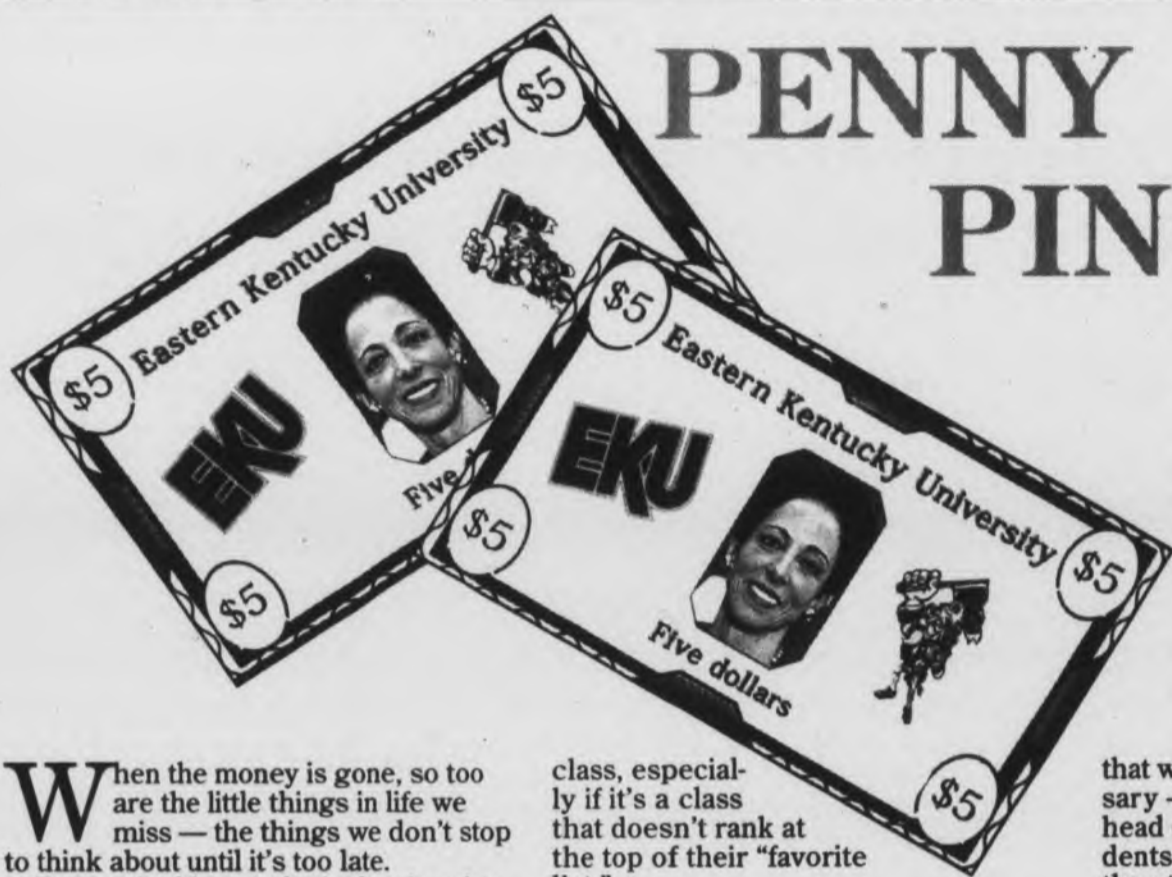 PENNY
PIN
$5
Eastern Kentucky University
$5
EKU
Five
$5
$5
Eastern Kentucky University
$5
EKU
$5
Five dollars
$5
When the money is gone, so too
are the little things in life we
miss — the things we don't stop
to think about until it's too late.
class, especial-
ly if it's a class
that doesn't rank at
the top of their “favorite
that w
sary -
head
dents